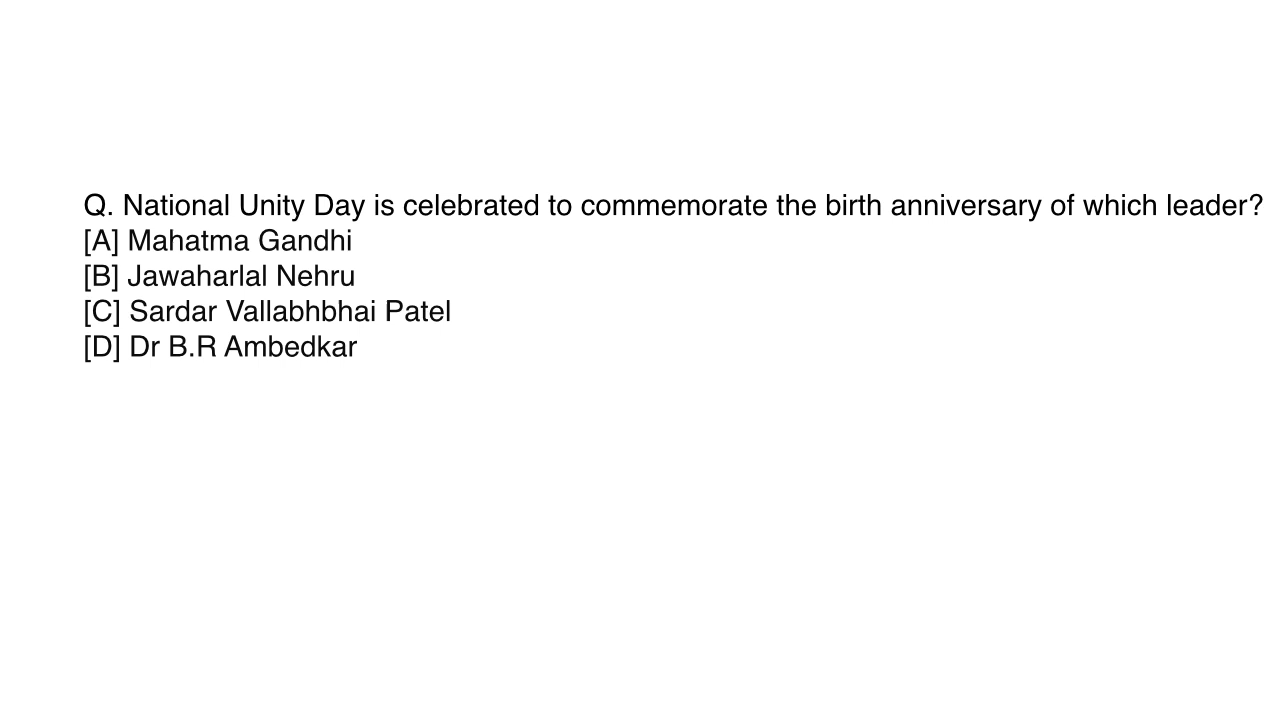 Q. National Unity Day is celebrated to commemorate the birth anniversary of which leader?
[A] Mahatma Gandhi
[B] Jawaharlal Nehru
[C] Sardar Vallabhbhai Patel
[D] Dr B.R Ambedkar